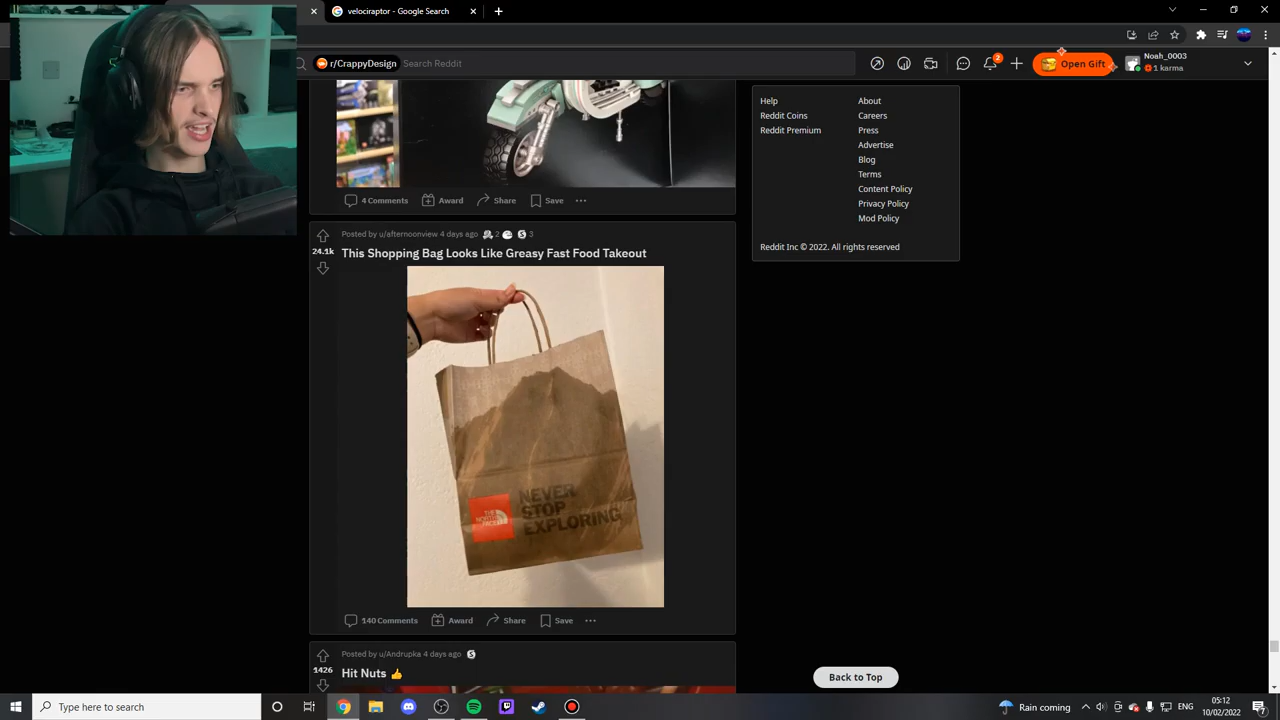 velociraptor - Google Search
r/CrappyDesign
Search Reddit
2
Open Gift
Noah_0003
1 karma
Help
About
Reddit Coins
Careers
Reddit Premium
Press
Advertise
Blog
Terms
Content Policy
Privacy Policy
Mod Policy
Reddit Inc © 2022. All rights reserved
4 Comments
Award
Share
Save
Posted by u/afternoonview 4 days ago
2
3
24.1k
This Shopping Bag Looks Like Greasy Fast Food Takeout
THE
NORTH
FACE
NEVER
STOP
EXPLORING
140 Comments
Award
Share
Save
Posted by u/Andrupka 4 days ago
1426
Hit Nuts 👍
Back to Top
Type here to search
Rain coming
ENG
05:12
10/02/2022